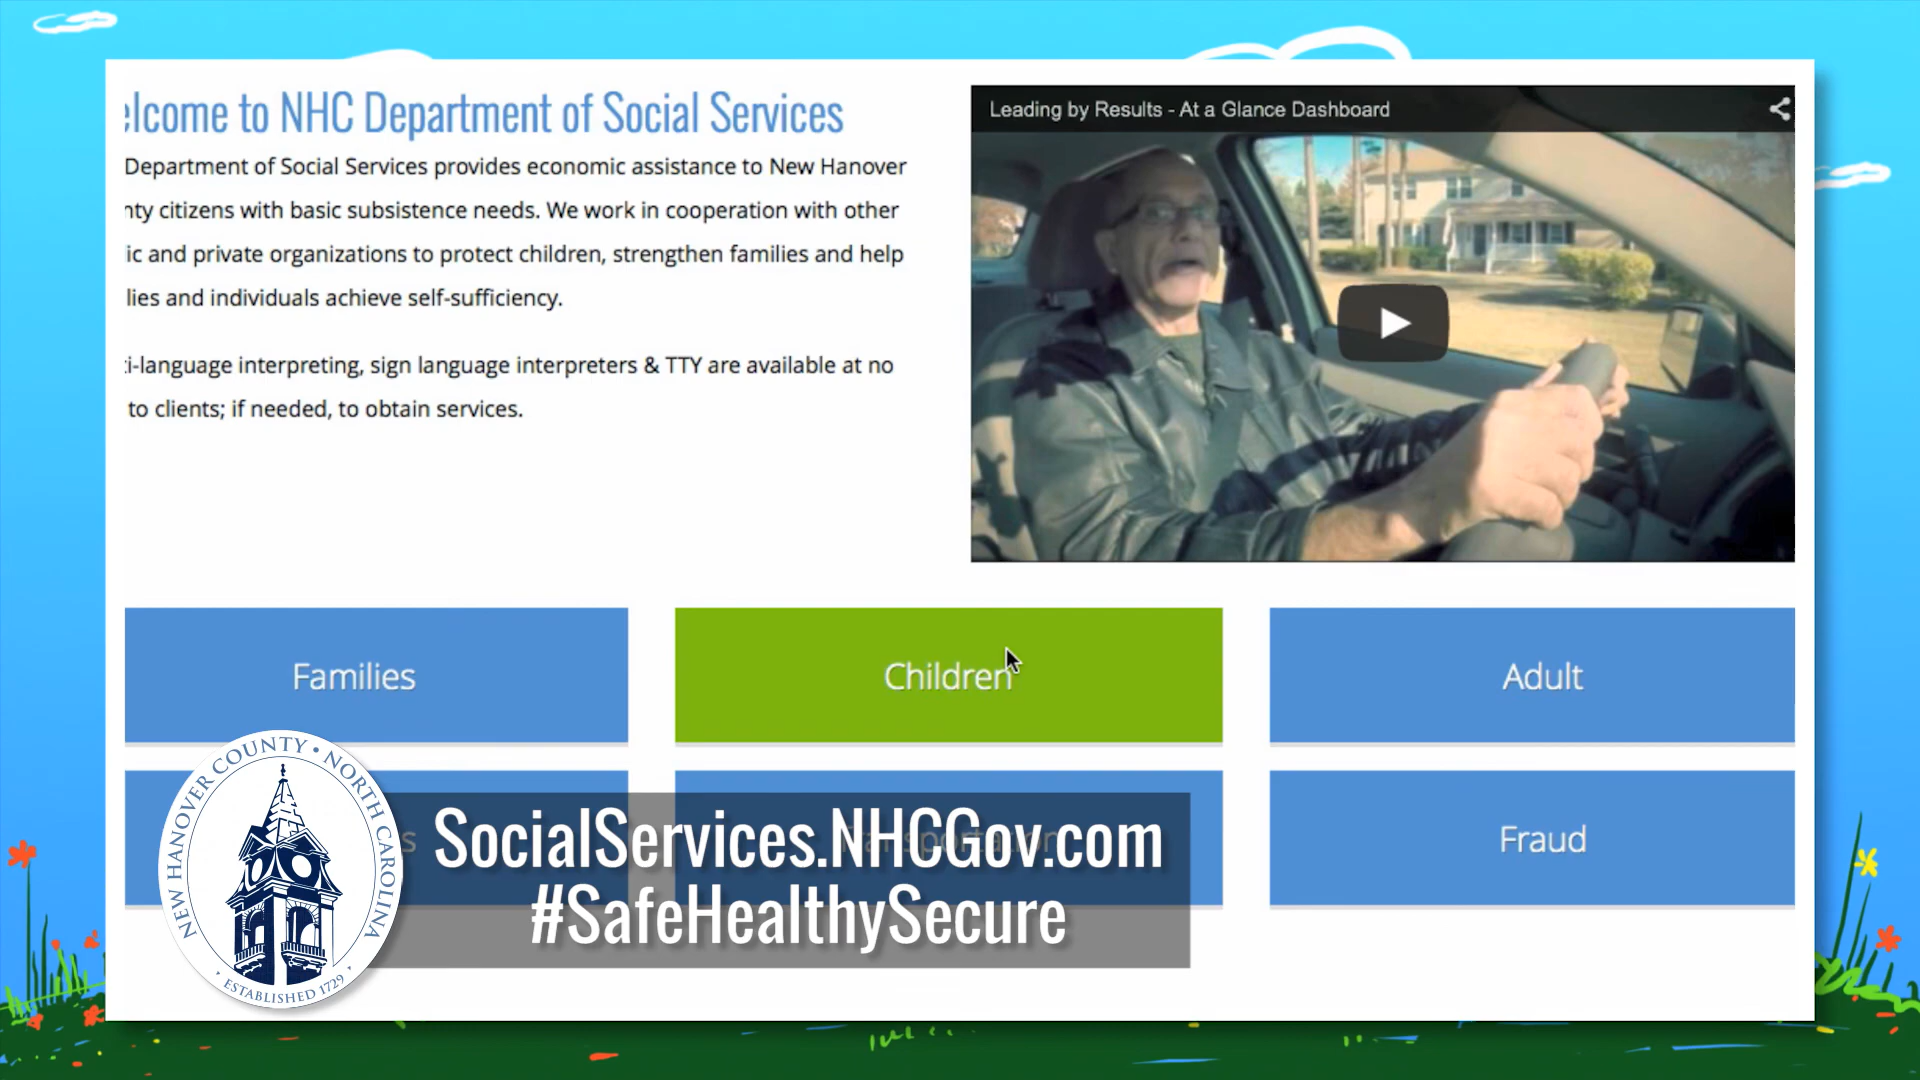 elcome to NHC Department of Social Services
Department of Social Services provides economic assistance to New Hanover
nty citizens with basic subsistence needs. We work in cooperation with other
ic and private organizations to protect children, strengthen families and help
lies and individuals achieve self-sufficiency.
i-language interpreting, sign language interpreters & TTY are available at no
to clients; if needed, to obtain services.
Leading by Results - At a Glance Dashboard
Families
Children
Adult
Transportation
Fraud
NEW HANOVER COUNTY • NORTH CAROLINA
• ESTABLISHED 1729 •
SocialServices.NHCGov.com
#SafeHealthySecure